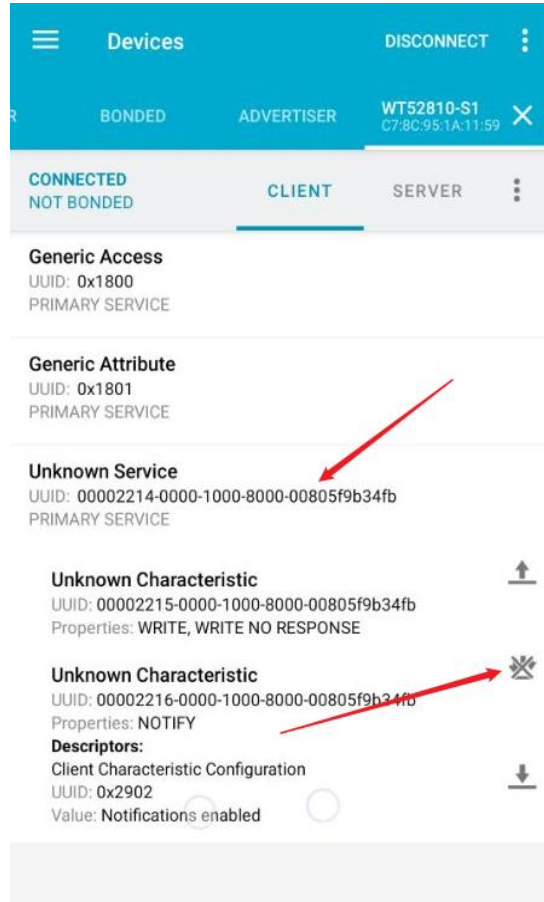 Devices
DISCONNECT
R
BONDED
ADVERTISER
WT52810-S1
C7:8C:95:1A:11:59
CONNECTED
NOT BONDED
CLIENT
SERVER
Generic Access
UUID: 0x1800
PRIMARY SERVICE
Generic Attribute
UUID: 0x1801
PRIMARY SERVICE
Unknown Service
UUID: 00002214-0000-1000-8000-00805f9b34fb
PRIMARY SERVICE
Unknown Characteristic
UUID: 00002215-0000-1000-8000-00805f9b34fb
Properties: WRITE, WRITE NO RESPONSE
Unknown Characteristic
UUID: 00002216-0000-1000-8000-00805f9b34fb
Properties: NOTIFY
Descriptors:
Client Characteristic Configuration
UUID: 0x2902
Value: Notifications enabled